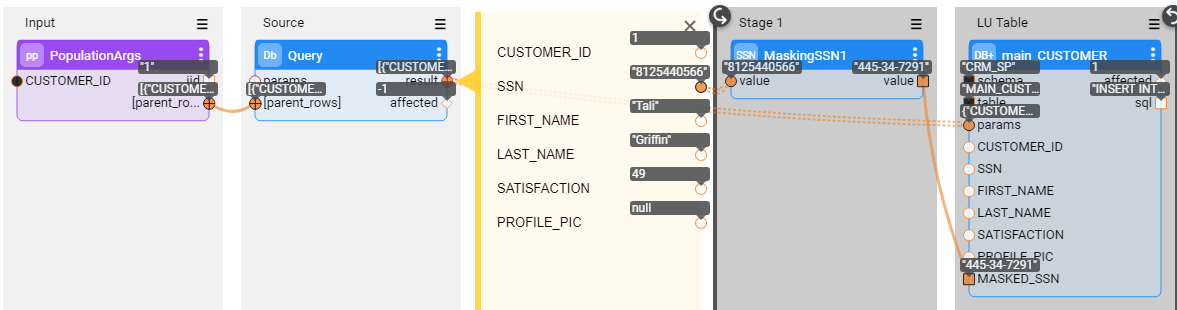 Input
pp PopulationArgs
"1"
CUSTOMER_ID
iid
[{"CUSTOME...
[parent_ro...
Source
Db Query
[{"CUSTOME...
params
result
[{"CUSTOME...
-1
[parent_rows]
affected
1
CUSTOMER_ID
"8125440566"
SSN
"Tali"
FIRST_NAME
"Griffin"
LAST_NAME
49
SATISFACTION
null
PROFILE_PIC
Stage 1
SSN MaskingSSN1
"8125440566"
"445-34-7291"
value
value
LU Table
DB+ main_CUSTOMER
"CRM_SP"
1
schema
affected
"MAIN_CUST...
"INSERT INT...
table
sql
{"CUSTOME...
params
CUSTOMER_ID
SSN
FIRST_NAME
LAST_NAME
SATISFACTION
PROFILE_PIC
"445-34-7291"
MASKED_SSN